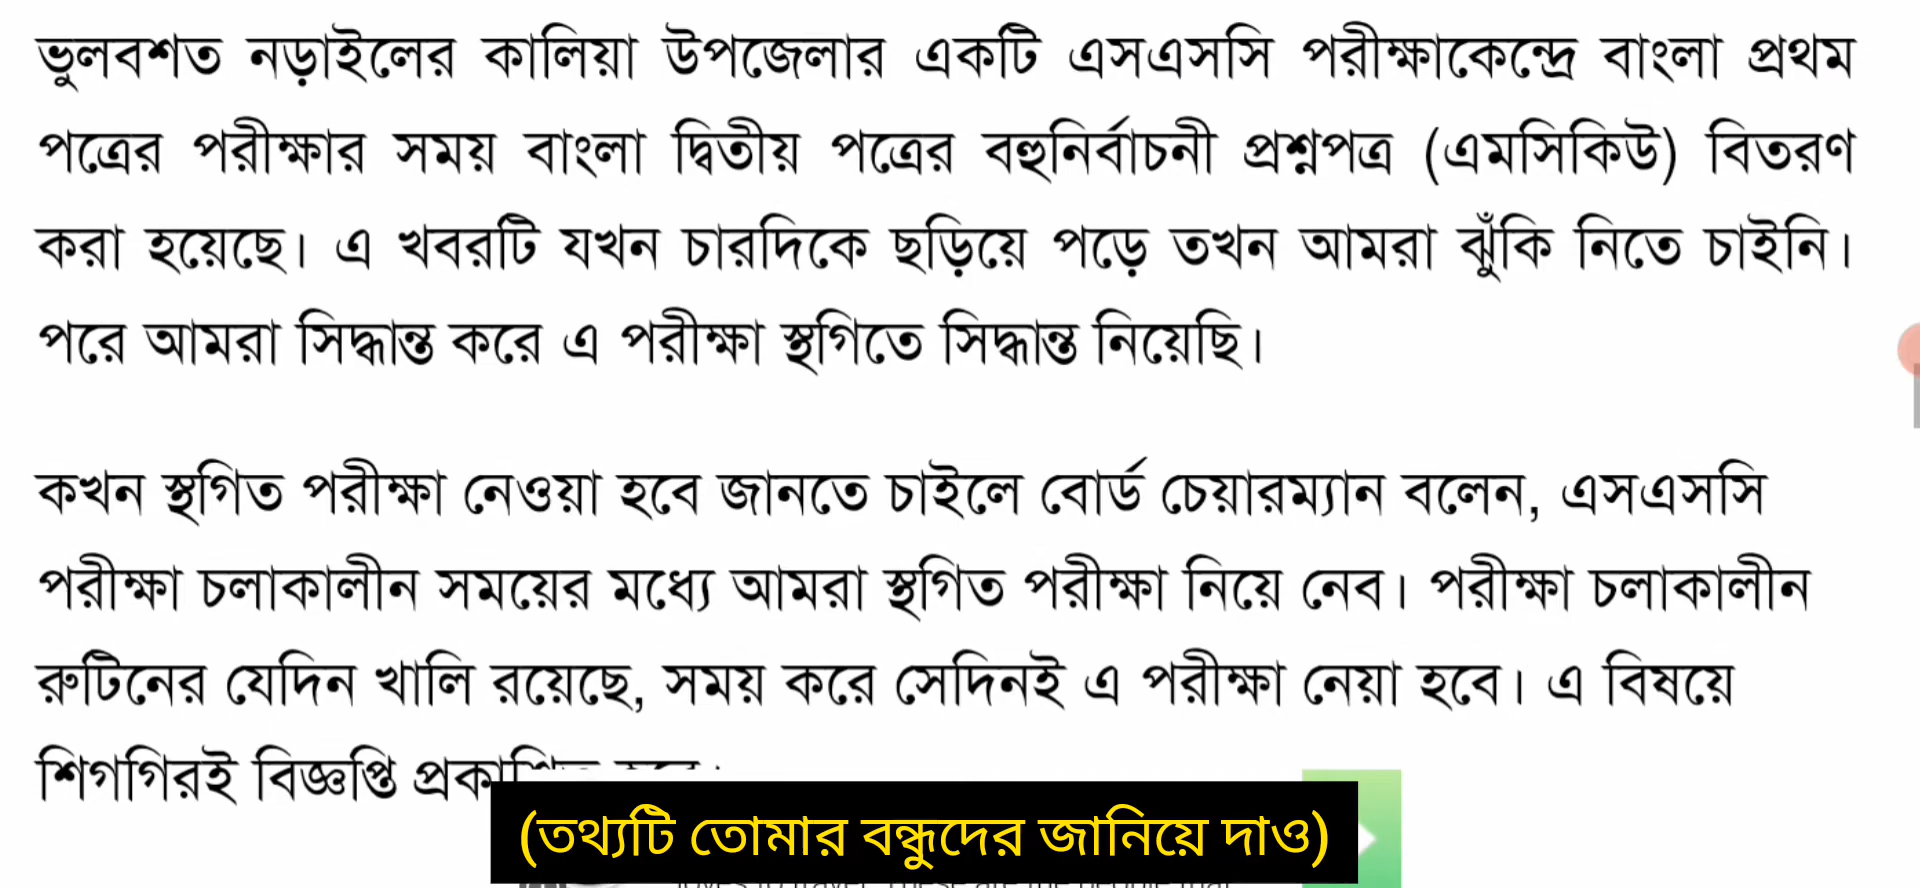 ভুলবশত নড়াইলের কালিয়া উপজেলার একটি এসএসসি পরীক্ষাকেন্দ্রে বাংলা প্রথম
পত্রের পরীক্ষার সময় বাংলা দ্বিতীয় পত্রের বহুনির্বাচনী প্রশ্নপত্র (এমসিকিউ) বিতরণ
করা হয়েছে। এ খবরটি যখন চারদিকে ছড়িয়ে পড়ে তখন আমরা ঝুঁকি নিতে চাইনি।
পরে আমরা সিদ্ধান্ত করে এ পরীক্ষা স্থগিতে সিদ্ধান্ত নিয়েছি।
কখন স্থগিত পরীক্ষা নেওয়া হবে জানতে চাইলে বোর্ড চেয়ারম্যান বলেন, এসএসসি
পরীক্ষা চলাকালীন সময়ের মধ্যে আমরা স্থগিত পরীক্ষা নিয়ে নেব। পরীক্ষা চলাকালীন
রুটিনের যেদিন খালি রয়েছে, সময় করে সেদিনই এ পরীক্ষা নেয়া হবে। এ বিষয়ে
শিগগিরই বিজ্ঞপ্তি
(তথ্যটি তোমার বন্ধুদের জানিয়ে দাও)